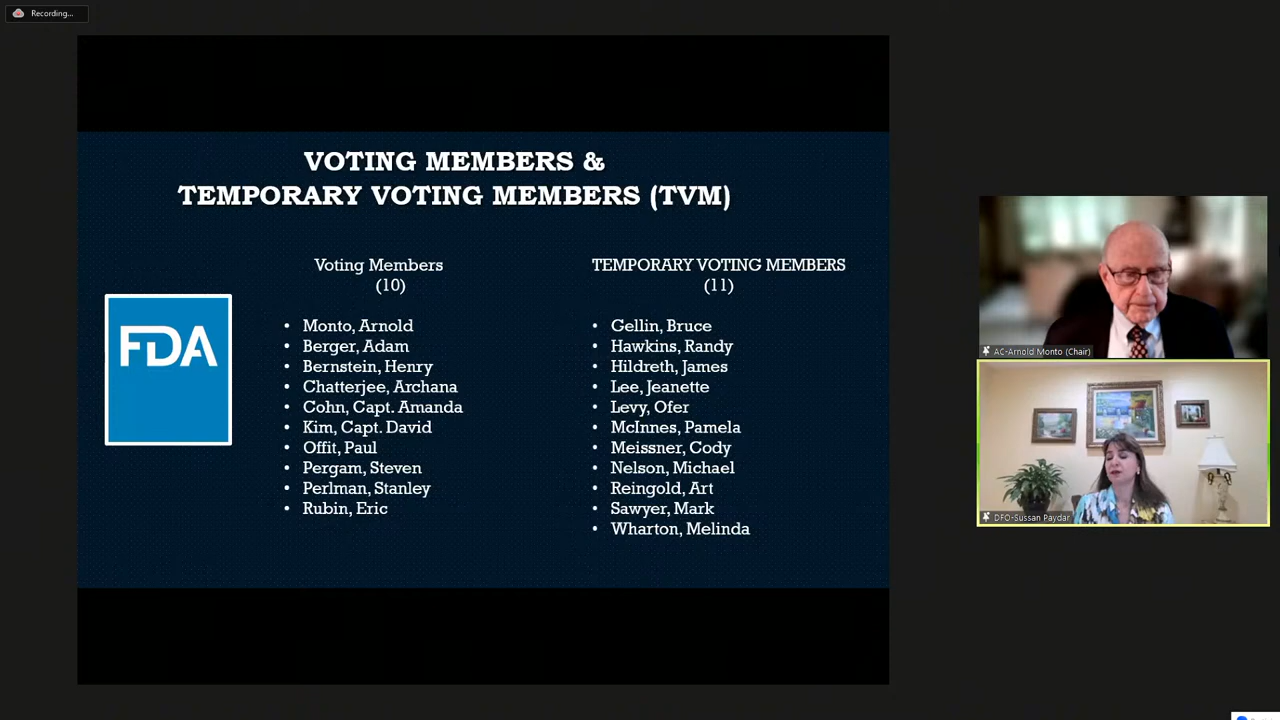 Recording...
VOTING MEMBERS &
TEMPORARY VOTING MEMBERS (TVM)
Voting Members
(10)
• Monto, Arnold
• Berger, Adam
• Bernstein, Henry
• Chatterjee, Archana
• Cohn, Capt. Amanda
• Kim, Capt. David
• Offit, Paul
• Pergam, Steven
• Perlman, Stanley
• Rubin, Eric
TEMPORARY VOTING MEMBERS
(11)
• Gellin, Bruce
• Hawkins, Randy
• Hildreth, James
• Lee, Jeanette
• Levy, Ofer
• McInnes, Pamela
• Meissner, Cody
• Nelson, Michael
• Reingold, Art
• Sawyer, Mark
• Wharton, Melinda
FDA
AC-Arnold Monto (Chair)
DFO-Sussan Paydar